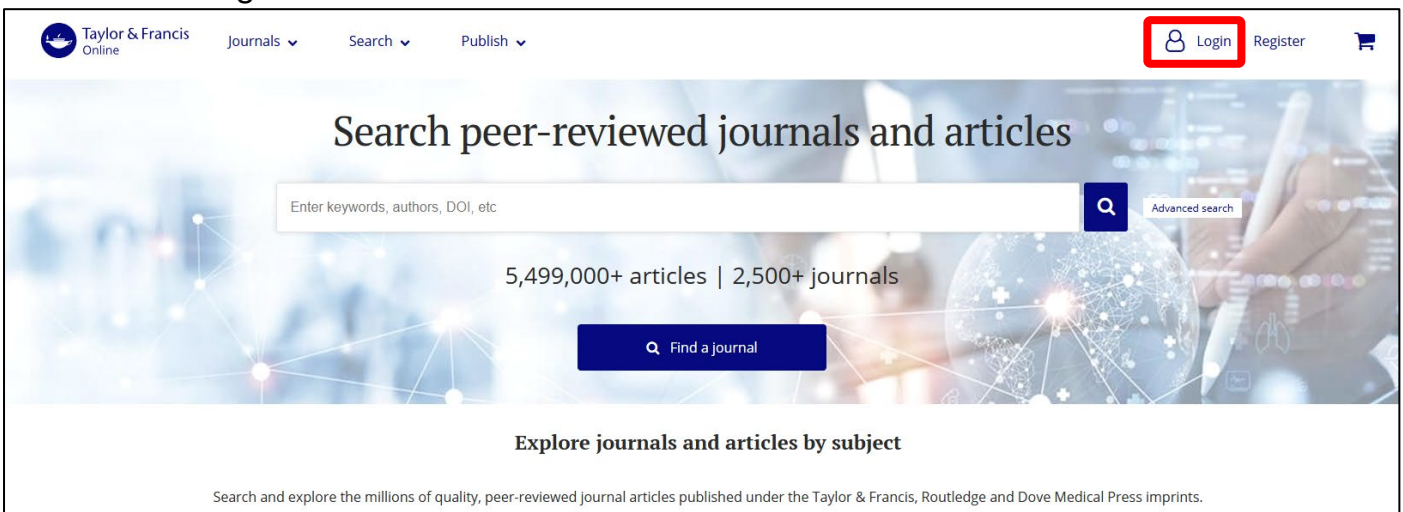 Taylor & Francis
Online
Journals
Search
Publish
Login
Register
Search peer-reviewed journals and articles
Enter keywords, authors, DOI, etc
Advanced search
5,499,000+ articles | 2,500+ journals
Find a journal
Explore journals and articles by subject
Search and explore the millions of quality, peer-reviewed journal articles published under the Taylor & Francis, Routledge and Dove Medical Press imprints.